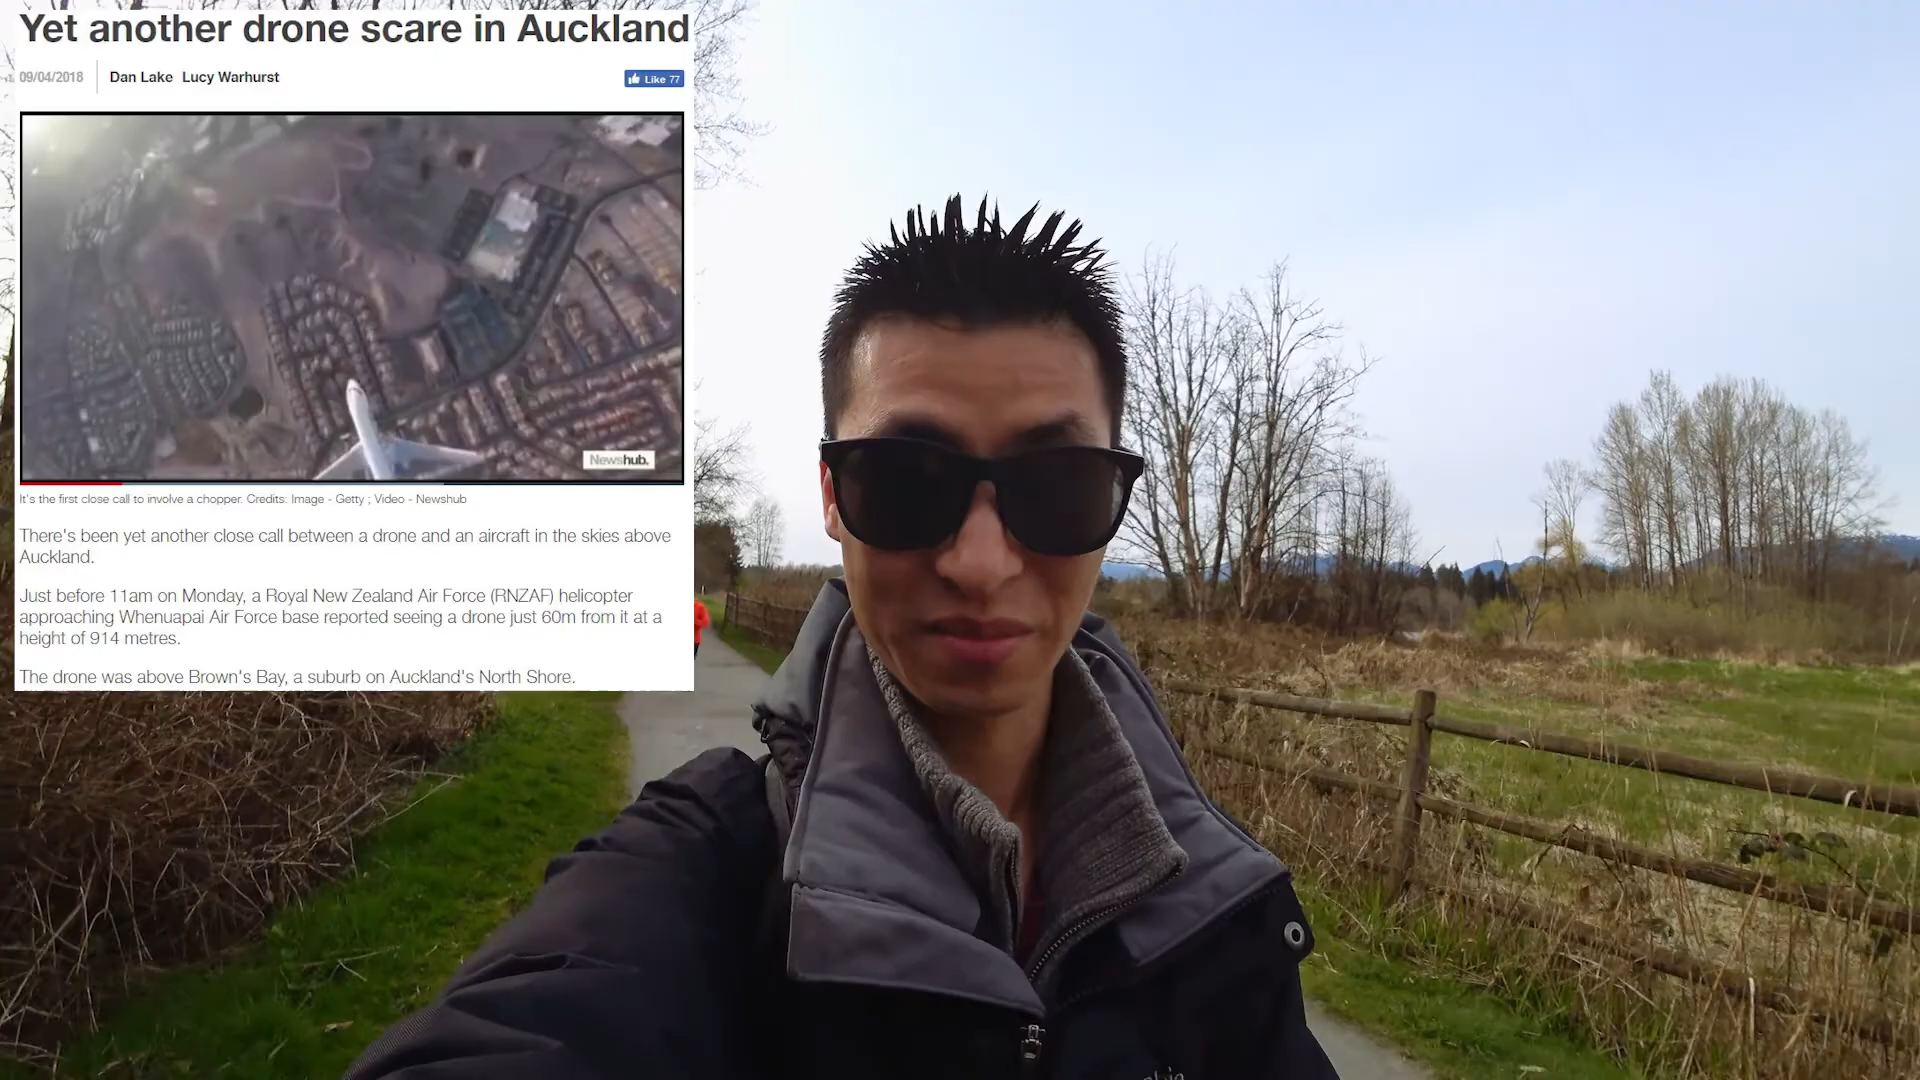 Yet another drone scare in Auckland
09/04/2018 Dan Lake Lucy Warhurst Like 77
Newshub.
It's the first close call to involve a chopper. Credits: Image - Getty ; Video - Newshub
There's been yet another close call between a drone and an aircraft in the skies above
Auckland.
Just before 11am on Monday, a Royal New Zealand Air Force (RNZAF) helicopter
approaching Whenuapai Air Force base reported seeing a drone just 60m from it at a
height of 914 metres.
The drone was above Brown's Bay, a suburb on Auckland's North Shore.